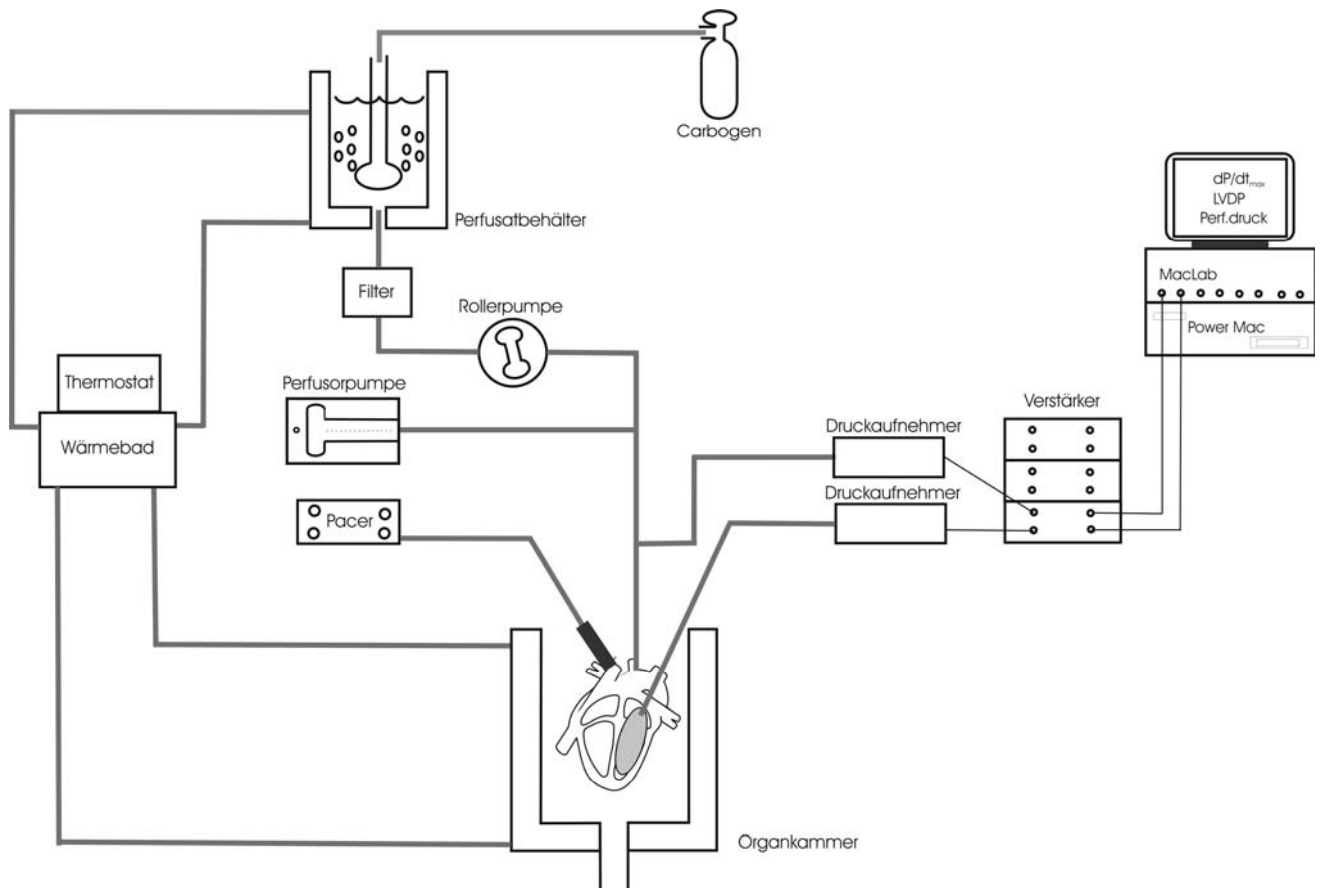 Carbogen
dP/dtmax
LVDP
Perf.druck
Perfusatbehälter
MacLab
Filter
Rollerpumpe
Power Mac
Thermostat
Perfusorpumpe
Verstärker
Druckaufnehmer
Wärmebad
Druckaufnehmer
Pacer
Organkammer